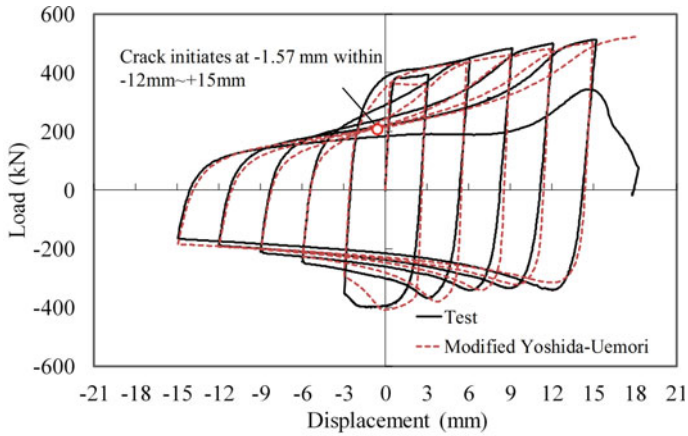 600
Crack initiates at -1.57 mm within
-12mm~+15mm
400
200
0
-200
-400
-600
Load (kN)
Test
Modified Yoshida-Uemori
-21 -18 -15 -12 -9 -6 -3 0 3 6 9 12 15 18 21
Displacement (mm)